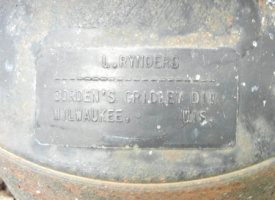 L.RYNDERS
BORDEN'S GRIDLEY DIV
MILWAUKEE. WIS.